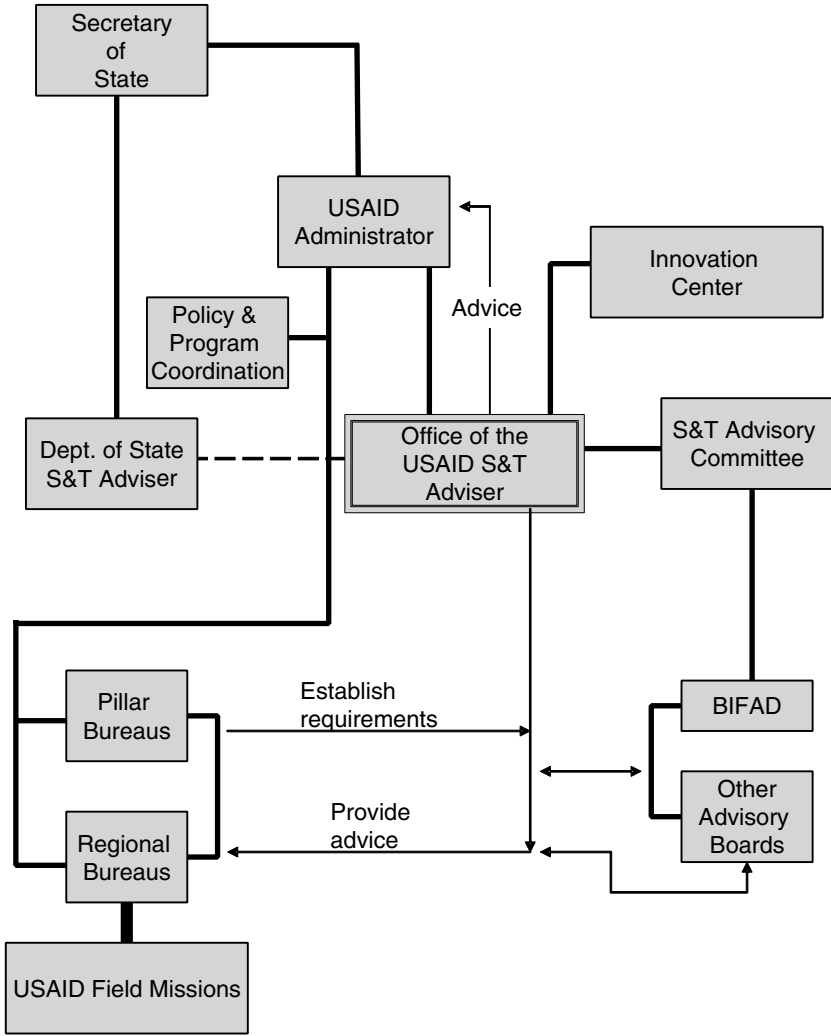 Secretary
of
State
USAID
Administrator
Innovation
Center
Policy &
Program
Coordination
Advice
Dept. of State
S&T Adviser
Office of the
USAID S&T
Adviser
S&T Advisory
Committee
Pillar
Bureaus
Establish
requirements
BIFAD
Regional
Bureaus
Provide
advice
Other
Advisory
Boards
USAID Field Missions